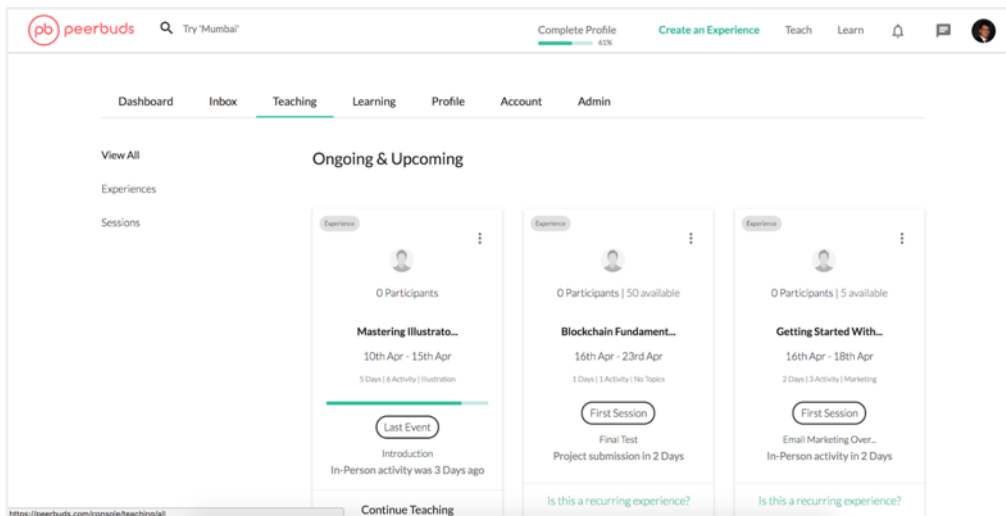 pb peerbuds
Try 'Mumbai'
Complete Profile
61%
Create an Experience
Teach
Learn
Dashboard
Inbox
Teaching
Learning
Profile
Account
Admin
View All
Experiences
Sessions
Ongoing & Upcoming
Experience
0 Participants
Mastering Illustrato...
10th Apr - 15th Apr
5 Days | 6 Activity | Illustration
Last Event
Introduction
In-Person activity was 3 Days ago
Continue Teaching
Experience
0 Participants | 50 available
Blockchain Fundament...
16th Apr - 23rd Apr
1 Days | 1 Activity | No Topics
First Session
Final Test
Project submission in 2 Days
Is this a recurring experience?
Experience
0 Participants | 5 available
Getting Started With...
16th Apr - 18th Apr
2 Days | 3 Activity | Marketing
First Session
Email Marketing Over...
In-Person activity in 2 Days
Is this a recurring experience?
https://peerbuds.com/console/teaching/all